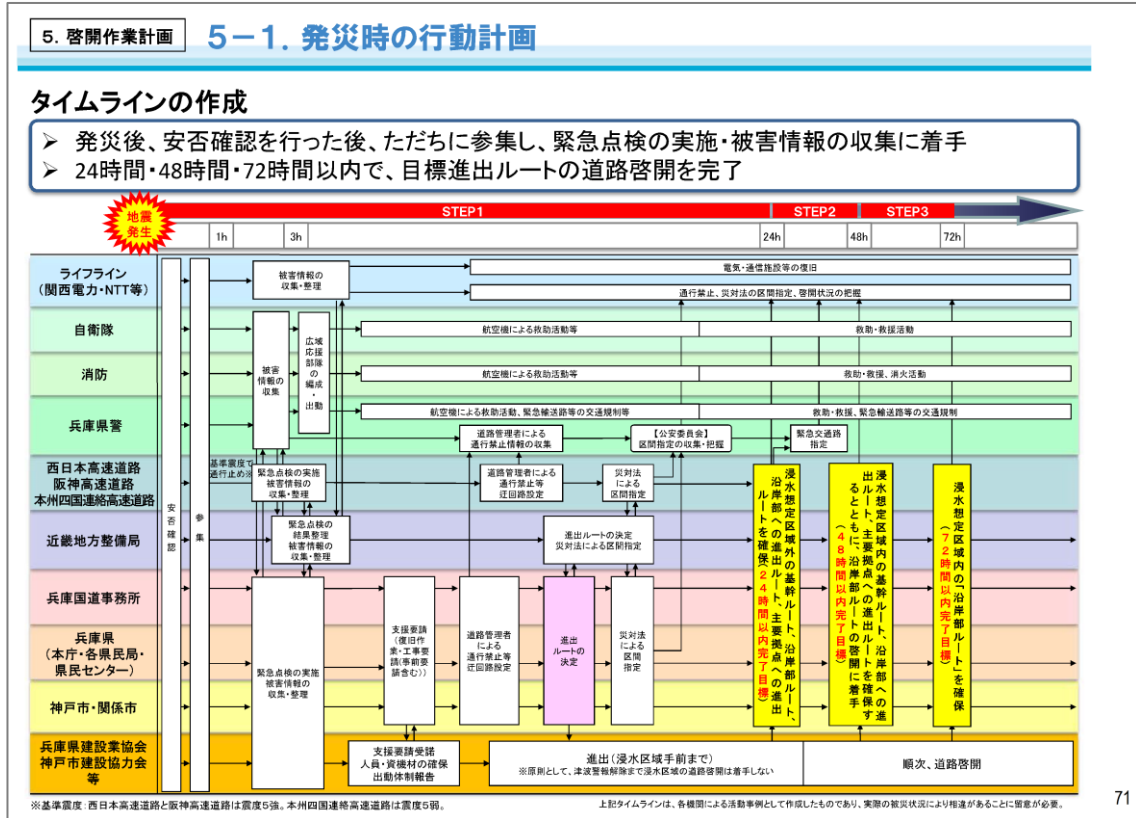 5. 啓開作業計画
5－1. 発災時の行動計画
タイムラインの作成
➢ 発災後、安否確認を行った後、ただちに参集し、緊急点検の実施・被害情報の収集に着手
➢ 24時間・48時間・72時間以内で、目標進出ルートの道路啓開を完了
地震
発生
STEP1
STEP2
STEP3
1h
3h
24h
48h
72h
ライフライン
(関西電力・NTT等)
被害情報の
収集・整理
電気・通信施設等の復旧
通行禁止、災対法の区間指定、啓開状況の把握
自衛隊
被害
情報の
収集
広域
応援
部隊
の
編成
・
出動
航空機による救助活動等
救助・救援活動
消防
航空機による救助活動等
救助・救援、消火活動
兵庫県警
航空機による救助活動、緊急輸送路等の交通規制等
救助・救援、緊急輸送路等の交通規制
道路管理者による
通行禁止情報の収集
【公安委員会】
区間指定の収集・把握
緊急交通路
指定
西日本高速道路
阪神高速道路
本州四国連絡高速道路
基準震度で
通行止め※
緊急点検の実施
被害情報の
収集・整理
道路管理者による
通行禁止等
迂回路設定
災対法
による
区間指定
安否確認
参集
近畿地方整備局
緊急点検の
結果整理
被害情報の
収集・整理
進出ルートの決定
災対法による区間指定
兵庫国道事務所
兵庫県
(本庁・各県民局・
県民センター)
神戸市・関係市
緊急点検の実施
被害情報の
収集・整理
支援要請
(復旧作
業・工事要
請(事前要
請含む))
道路管理者
による
通行禁止等
迂回路設定
進出
ルートの
決定
災対法
による
区間
指定
浸水想定区域外の基幹ルート、沿岸部ルート、
沿岸部への進出ルート、主要拠点への進出
ルートを確保(24時間以内完了目標)
浸水想定区域内の基幹ルート、沿岸部への進
出ルート、主要拠点への進出ルートを確保す
るとともに、沿岸部ルートの啓開に着手
(48時間以内完了目標)
浸水想定区域内の「沿岸部ルート」を確保
(72時間以内完了目標)
兵庫県建設業協会
神戸市建設協力会
等
支援要請受諾
人員・資機材の確保
出動体制報告
進出(浸水区域手前まで)
※原則として、津波警報解除まで浸水区域の道路啓開は着手しない
順次、道路啓開
※基準震度：西日本高速道路と阪神高速道路は震度5強。本州四国連絡高速道路は震度5弱。
上記タイムラインは、各機関による活動事例として作成したものであり、実際の被災状況により相違があることに留意が必要。
71